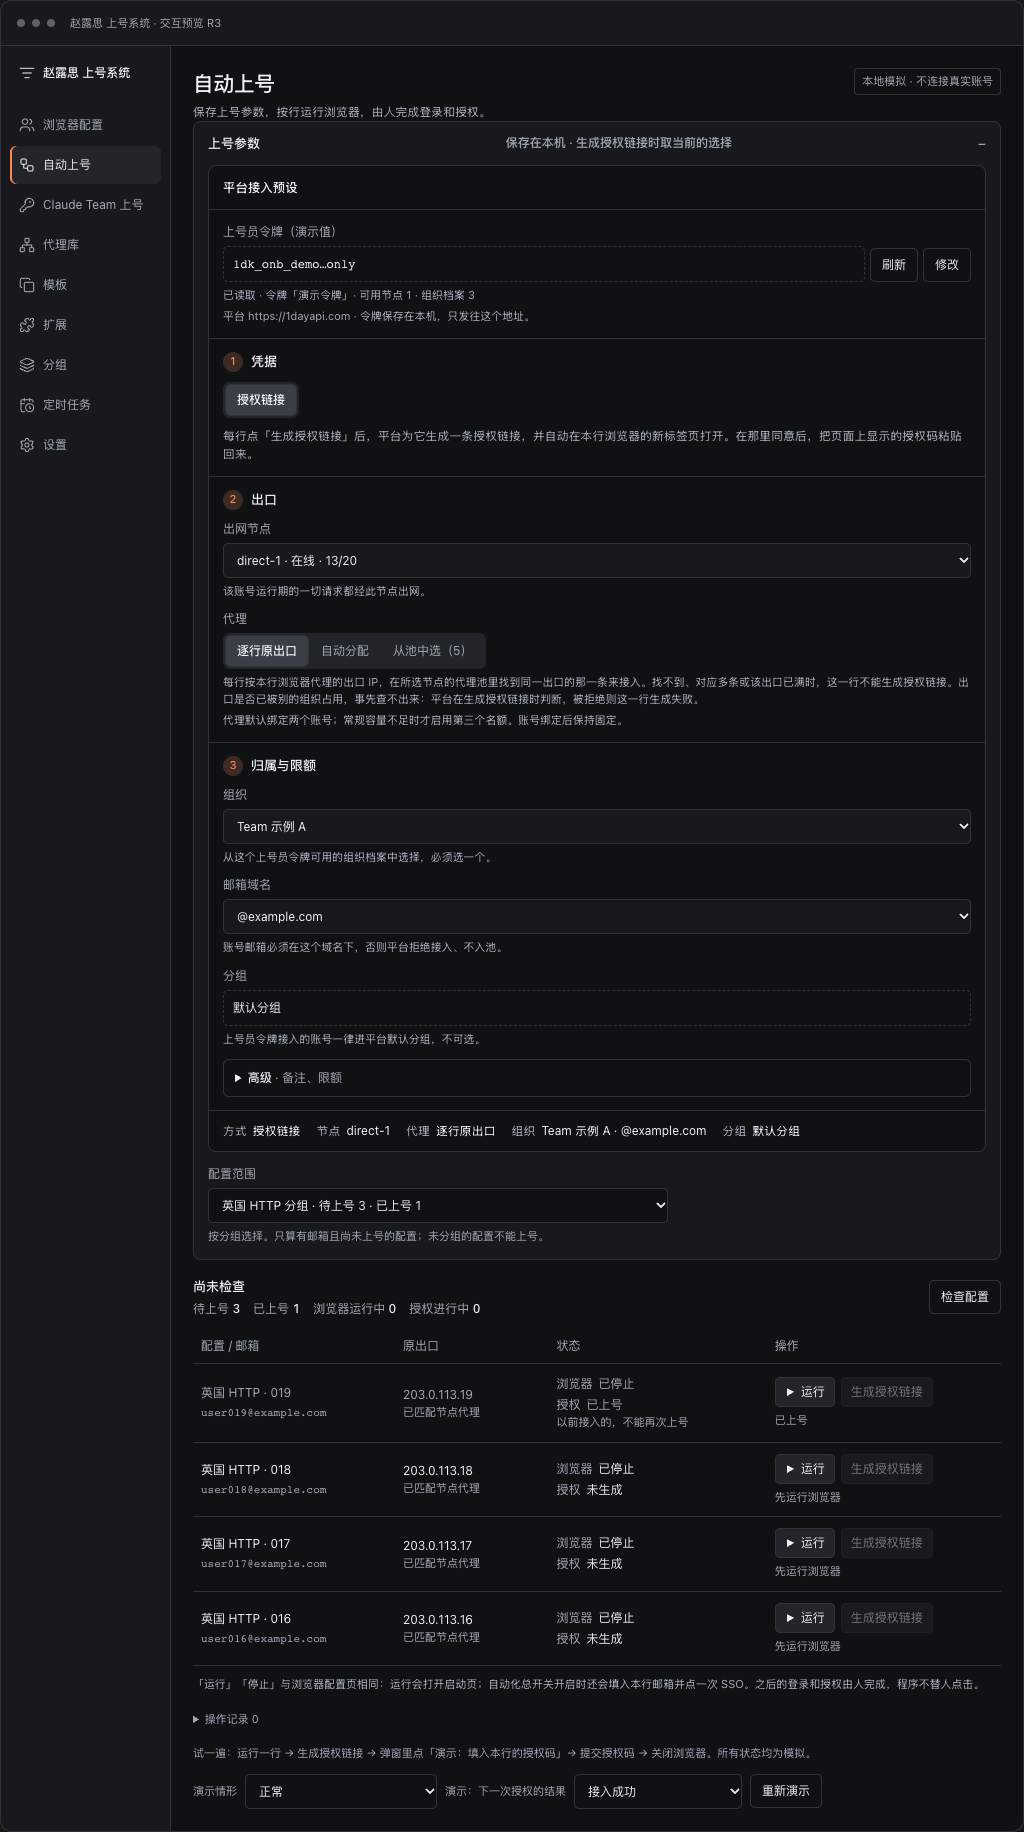 赵露思 上号系统 · 交互预览 R3
赵露思 上号系统
浏览器配置
自动上号
Claude Team 上号
代理库
模板
扩展
分组
定时任务
设置
自动上号
本地模拟 · 不连接真实账号
保存上号参数，按行运行浏览器，由人完成登录和授权。
上号参数
保存在本机 · 生成授权链接时取当前的选择
−
平台接入预设
上号员令牌（演示值）
1dk_onb_demo…only
刷新
修改
已读取 · 令牌「演示令牌」· 可用节点 1 · 组织档案 3
平台 https://1dayapi.com · 令牌保存在本机，只发往这个地址。
1 凭据
授权链接
每行点「生成授权链接」后，平台为它生成一条授权链接，并自动在本行浏览器的新标签页打开。在那里同意后，把页面上显示的授权码粘贴
回来。
2 出口
出网节点
direct-1 · 在线 · 13/20
该账号运行期的一切请求都经此节点出网。
代理
逐行原出口
自动分配
从池中选（5）
每行按本行浏览器代理的出口 IP，在所选节点的代理池里找到同一出口的那一条来接入。找不到、对应多条或该出口已满时，这一行不能生成授权链接。出
口是否已被别的组织占用，事先查不出来：平台在生成授权链接时判断，被拒绝则这一行生成失败。
代理默认绑定两个账号；常规容量不足时才启用第三个名额。账号绑定后保持固定。
3 归属与限额
组织
Team 示例 A
从这个上号员令牌可用的组织档案中选择，必须选一个。
邮箱域名
@example.com
账号邮箱必须在这个域名下，否则平台拒绝接入、不入池。
分组
默认分组
上号员令牌接入的账号一律进平台默认分组，不可选。
▶ 高级 · 备注、限额
方式 授权链接 节点 direct-1 代理 逐行原出口 组织 Team 示例 A · @example.com 分组 默认分组
配置范围
英国 HTTP 分组 · 待上号 3 · 已上号 1
按分组选择。只算有邮箱且尚未上号的配置；未分组的配置不能上号。
尚未检查
待上号 3 已上号 1 浏览器运行中 0 授权进行中 0
检查配置
配置 / 邮箱 原出口 状态 操作
英国 HTTP · 019
user019@example.com
203.0.113.19
已匹配节点代理
浏览器 已停止
授权 已上号
以前接入的，不能再次上号
▶ 运行 生成授权链接
已上号
英国 HTTP · 018
user018@example.com
203.0.113.18
已匹配节点代理
浏览器 已停止
授权 未生成
▶ 运行 生成授权链接
先运行浏览器
英国 HTTP · 017
user017@example.com
203.0.113.17
已匹配节点代理
浏览器 已停止
授权 未生成
▶ 运行 生成授权链接
先运行浏览器
英国 HTTP · 016
user016@example.com
203.0.113.16
已匹配节点代理
浏览器 已停止
授权 未生成
▶ 运行 生成授权链接
先运行浏览器
「运行」「停止」与浏览器配置页相同：运行会打开启动页；自动化总开关开启时还会填入本行邮箱并点一次 SSO。之后的登录和授权由人完成，程序不替人点击。
▶ 操作记录 0
试一遍：运行一行 → 生成授权链接 → 弹窗里点「演示：填入本行的授权码」→ 提交授权码 → 关闭浏览器。所有状态均为模拟。
演示情形 正常 演示：下一次授权的结果 接入成功 重新演示